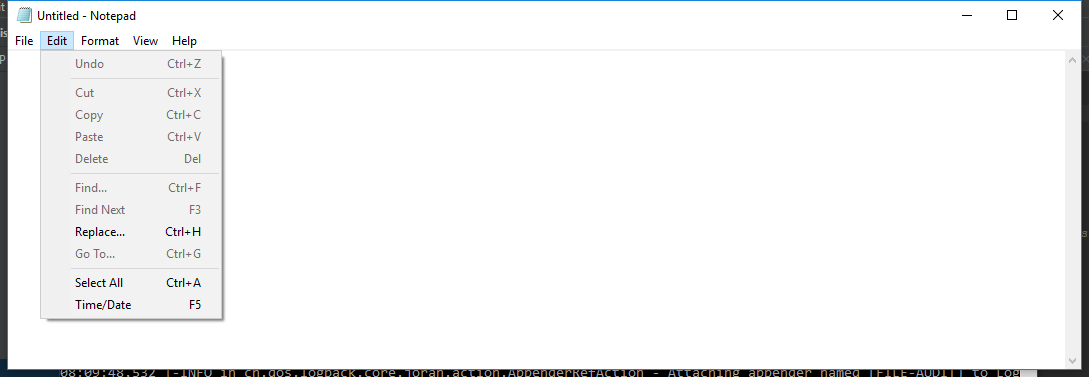 Untitled - Notepad
File Edit Format View Help
Undo Ctrl+Z
Cut Ctrl+X
Copy Ctrl+C
Paste Ctrl+V
Delete Del
Find... Ctrl+F
Find Next F3
Replace... Ctrl+H
Go To... Ctrl+G
Select All Ctrl+A
Time/Date F5
08:09:48,532 |-INFO in ch.qos.logback.core.joran.action.AppenderRefAction - Attaching appender named [FILE-AUDIT] to Log